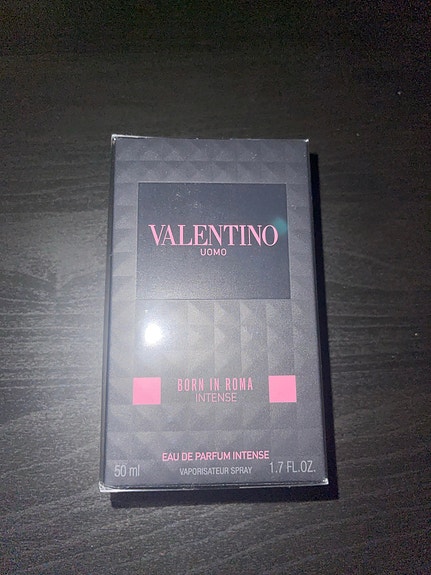 VALENTINO
UOMO
BORN IN ROMA
INTENSE
EAU DE PARFUM INTENSE
50 ml VAPORISATEUR SPRAY 1.7 FL.OZ.